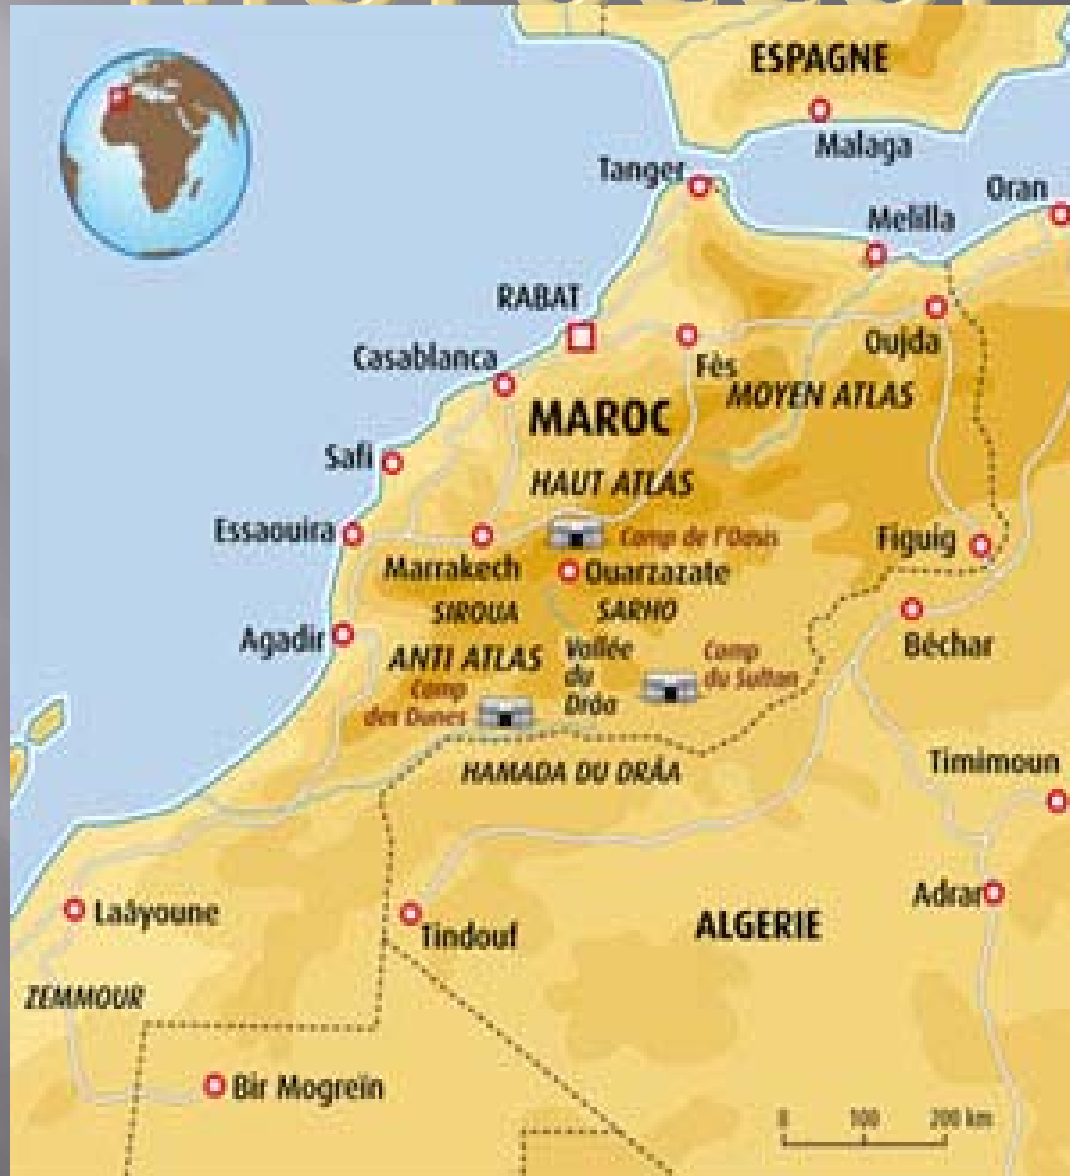 ESPAGNE
Malaga
Tanger
Oran
Melilla
RABAT
Oujda
Casablanca
Fès
MOYEN ATLAS
MAROC
Safi
HAUT ATLAS
Essaouira
Camp de l'Oasis
Figuig
Marrakech
Ouarzazate
SIROUA
SARHO
Agadir
Béchar
ANTI ATLAS
Vallée
du
Drâa
Camp
du Sultan
Camp
des Dunes
HAMADA DU DRÁA
Timimoun
Adrar
Laâyoune
Tindouf
ALGERIE
ZEMMOUR
Bir Mogreïn
0 100 200 km